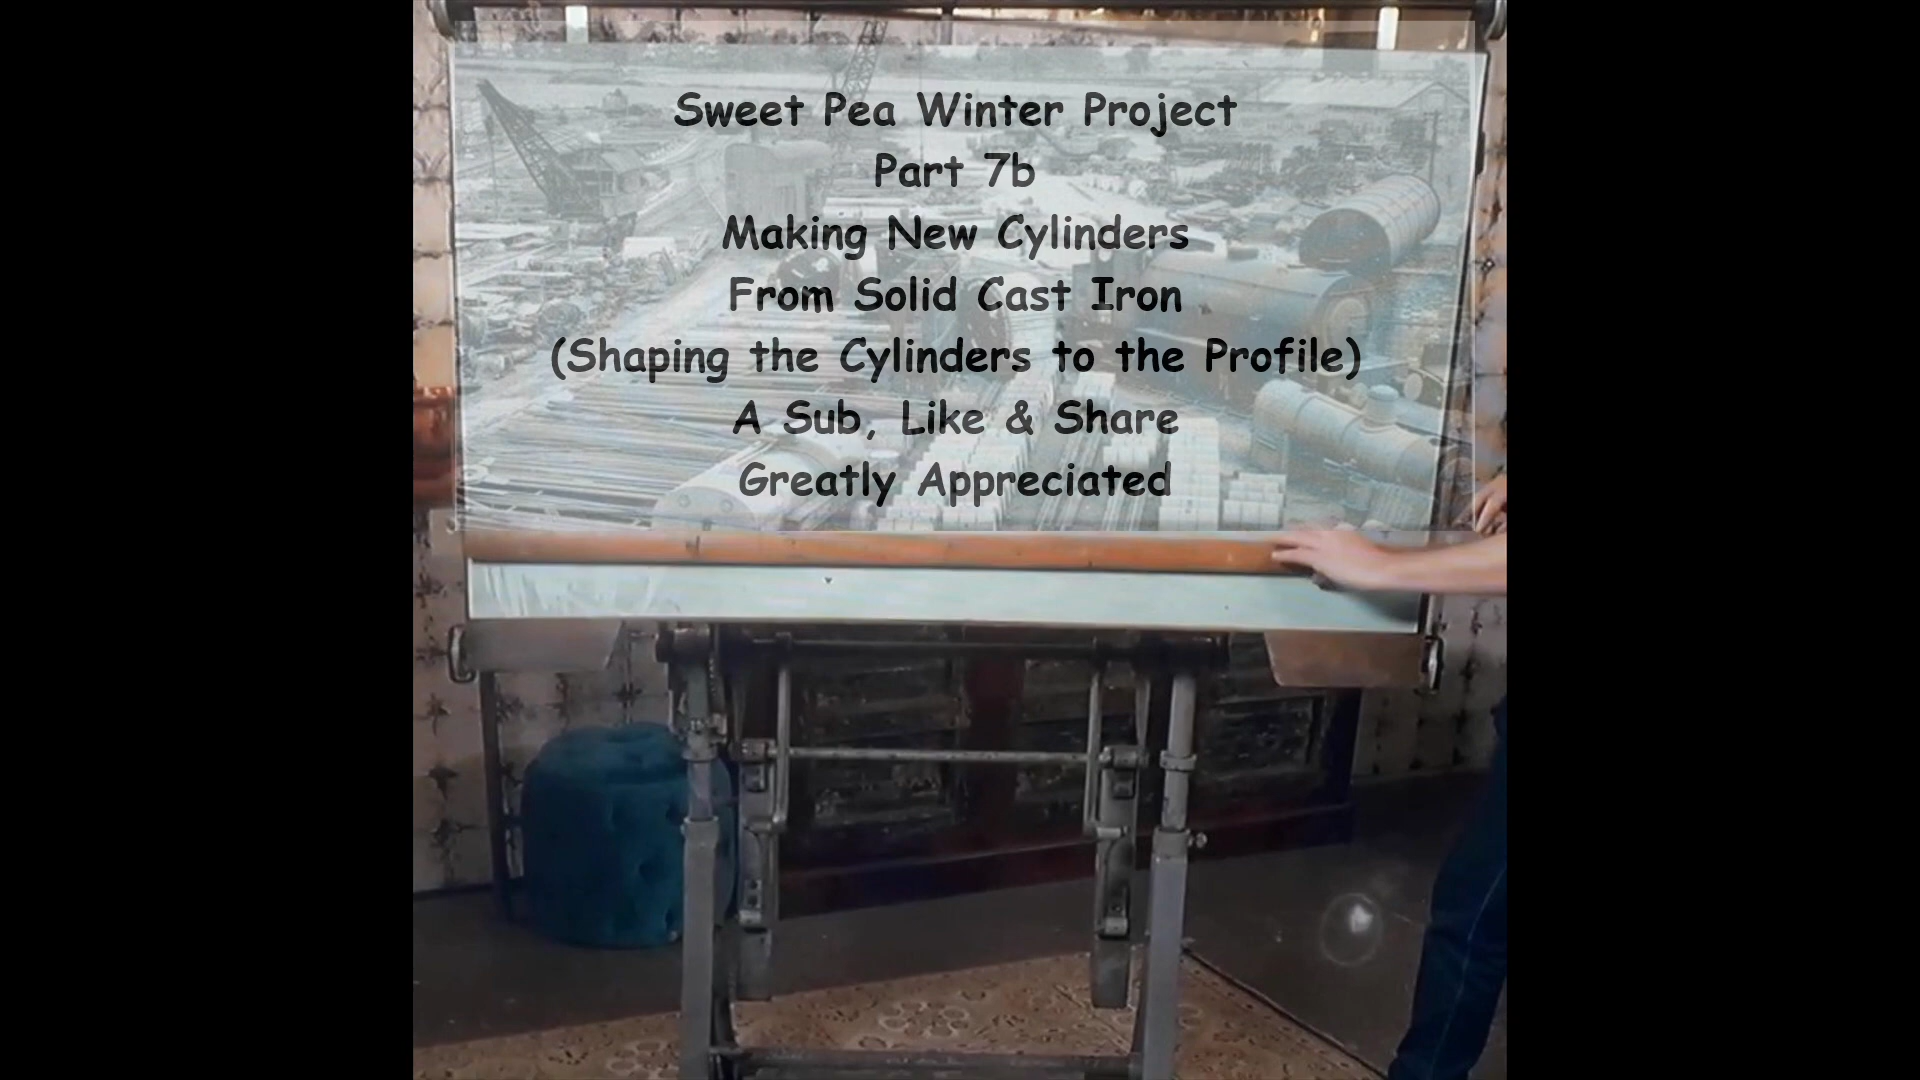 Sweet Pea Winter Project
Part 7b
Making New Cylinders
From Solid Cast Iron
(Shaping the Cylinders to the Profile)
A Sub, Like & Share
Greatly Appreciated